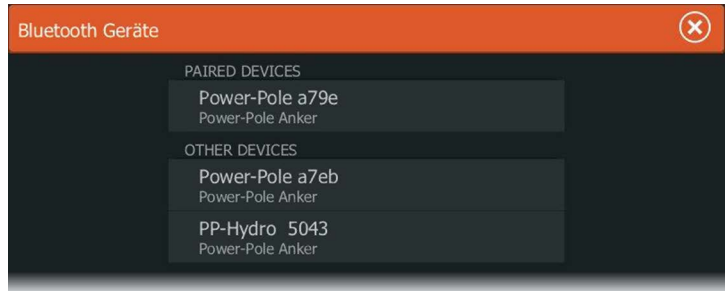 Bluetooth Geräte
PAIRED DEVICES
Power-Pole a79e
Power-Pole Anker
OTHER DEVICES
Power-Pole a7eb
Power-Pole Anker
PP-Hydro 5043
Power-Pole Anker